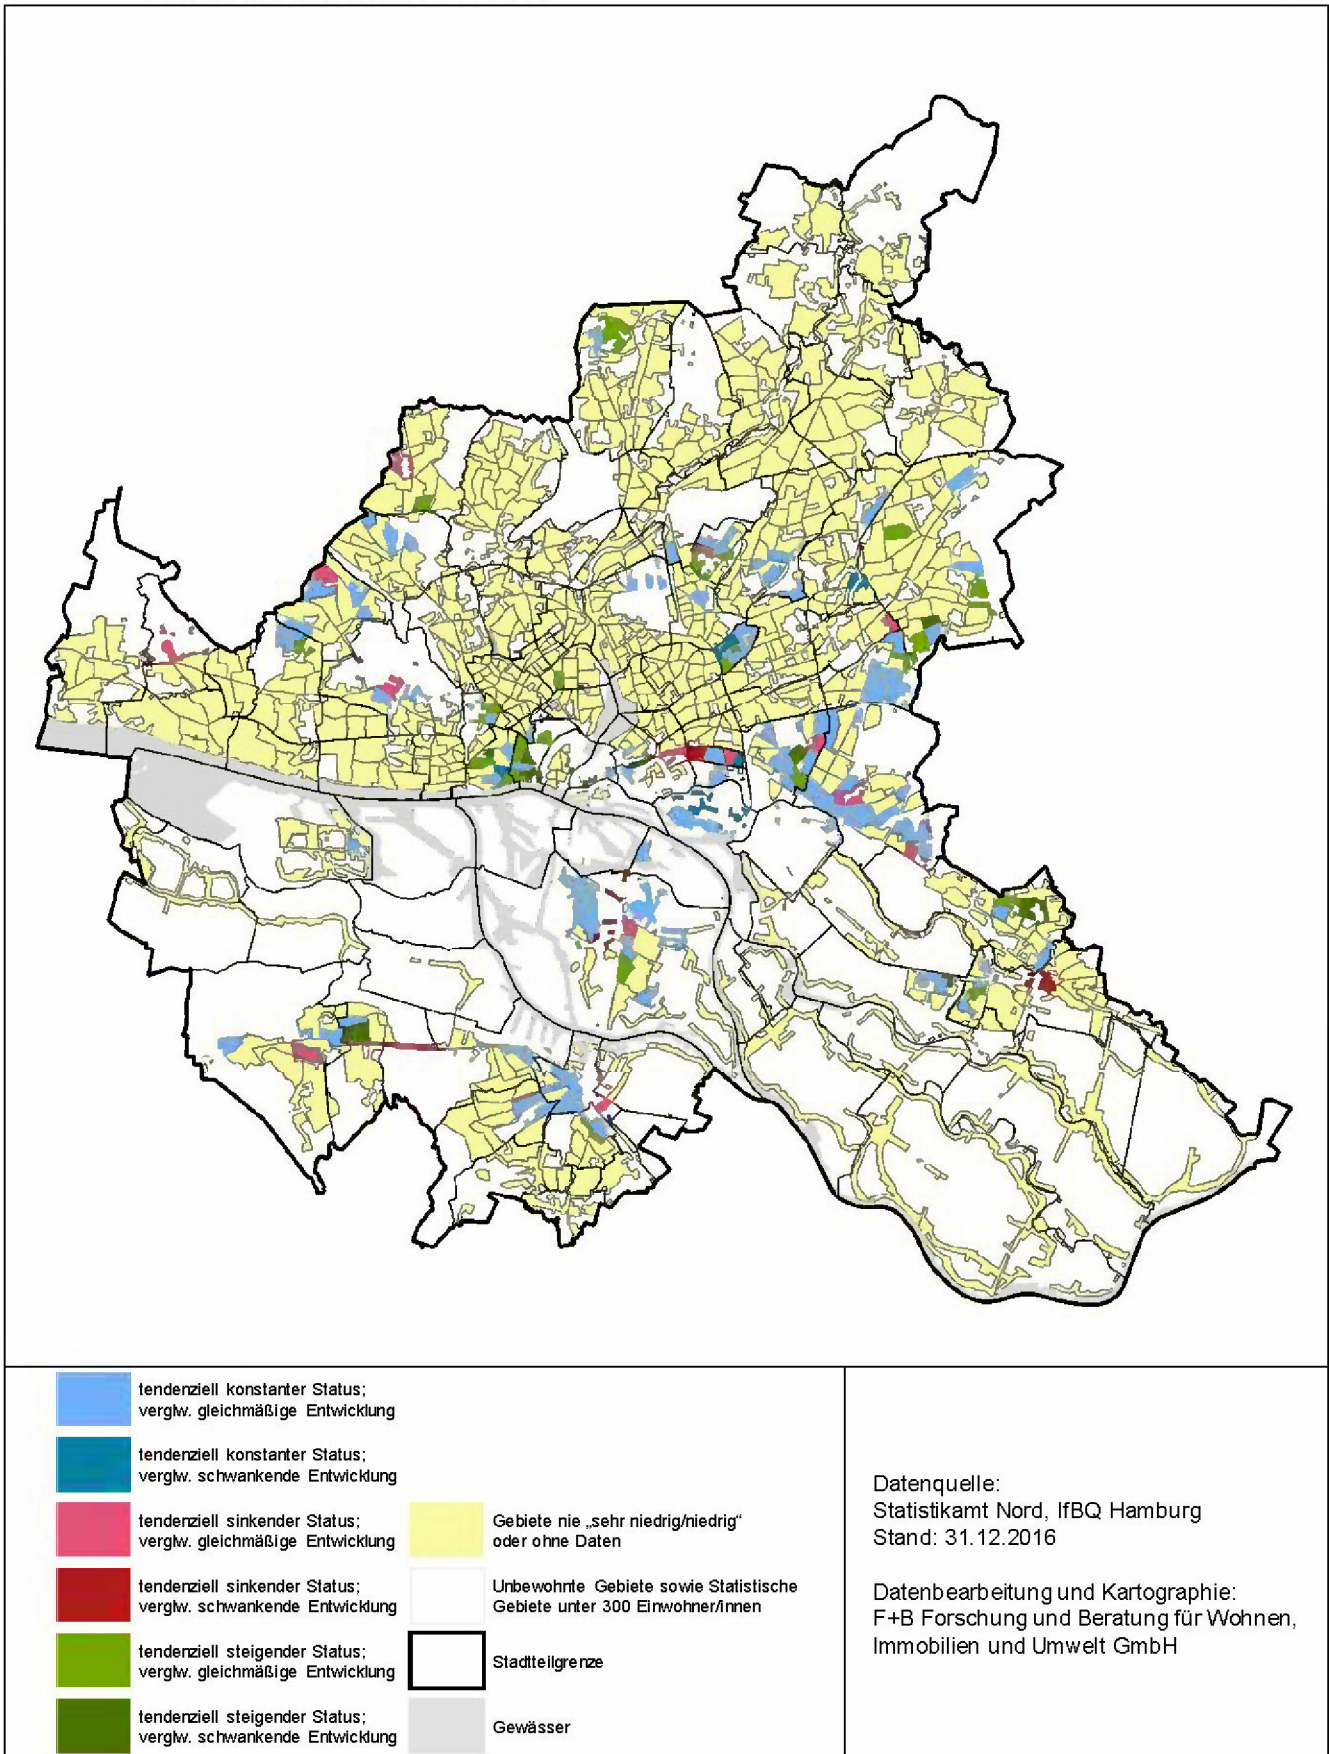 tendenziell konstanter Status;
verglw. gleichmäßige Entwicklung
tendenziell konstanter Status;
verglw. schwankende Entwicklung
tendenziell sinkender Status;
verglw. gleichmäßige Entwicklung
tendenziell sinkender Status;
verglw. schwankende Entwicklung
tendenziell steigender Status;
verglw. gleichmäßige Entwicklung
tendenziell steigender Status;
verglw. schwankende Entwicklung
Gebiete nie „sehr niedrig/niedrig“
oder ohne Daten
Unbewohnte Gebiete sowie Statistische
Gebiete unter 300 Einwohner/innen
Stadtteilgrenze
Gewässer
Datenquelle:
Statistikamt Nord, IfBQ Hamburg
Stand: 31.12.2016
Datenbearbeitung und Kartographie:
F+B Forschung und Beratung für Wohnen,
Immobilien und Umwelt GmbH